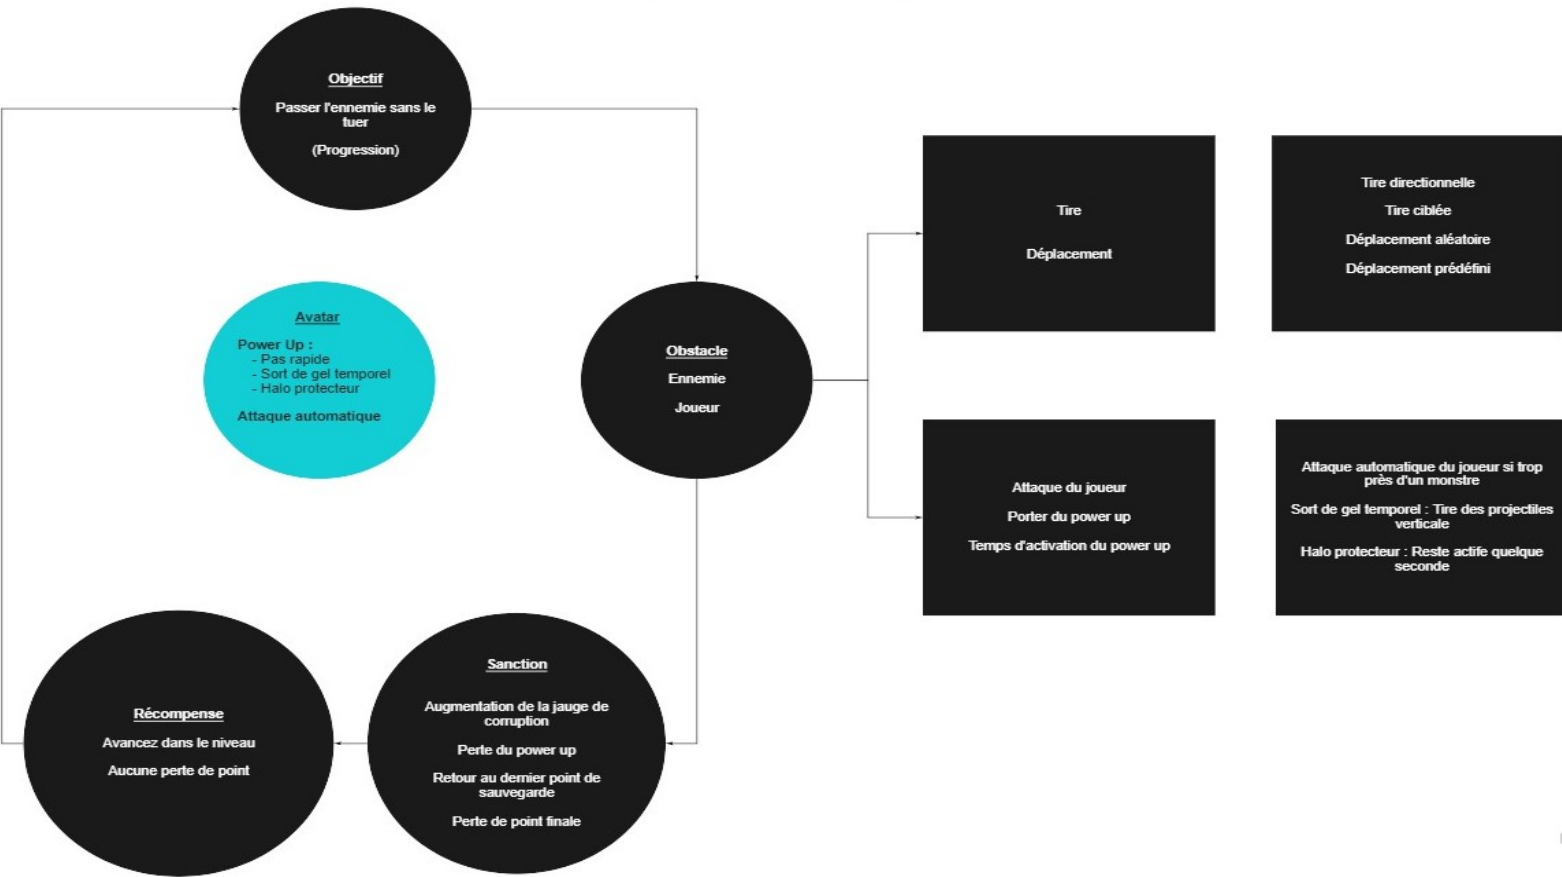 Objectif
Passer l'ennemie sans le
tuer
(Progression)
Avatar
Power Up :
- Pas rapide
- Sort de gel temporel
- Halo protecteur
Attaque automatique
Obstacle
Ennemie
Joueur
Tire
Déplacement
Tire directionnelle
Tire ciblée
Déplacement aléatoire
Déplacement prédéfini
Attaque du joueur
Porter du power up
Temps d'activation du power up
Attaque automatique du joueur si trop
près d'un monstre
Sort de gel temporel : Tire des projectiles
verticale
Halo protecteur : Reste actife quelque
seconde
Sanction
Augmentation de la jauge de
corruption
Perte du power up
Retour au dernier point de
sauvegarde
Perte de point finale
Récompense
Avancez dans le niveau
Aucune perte de point